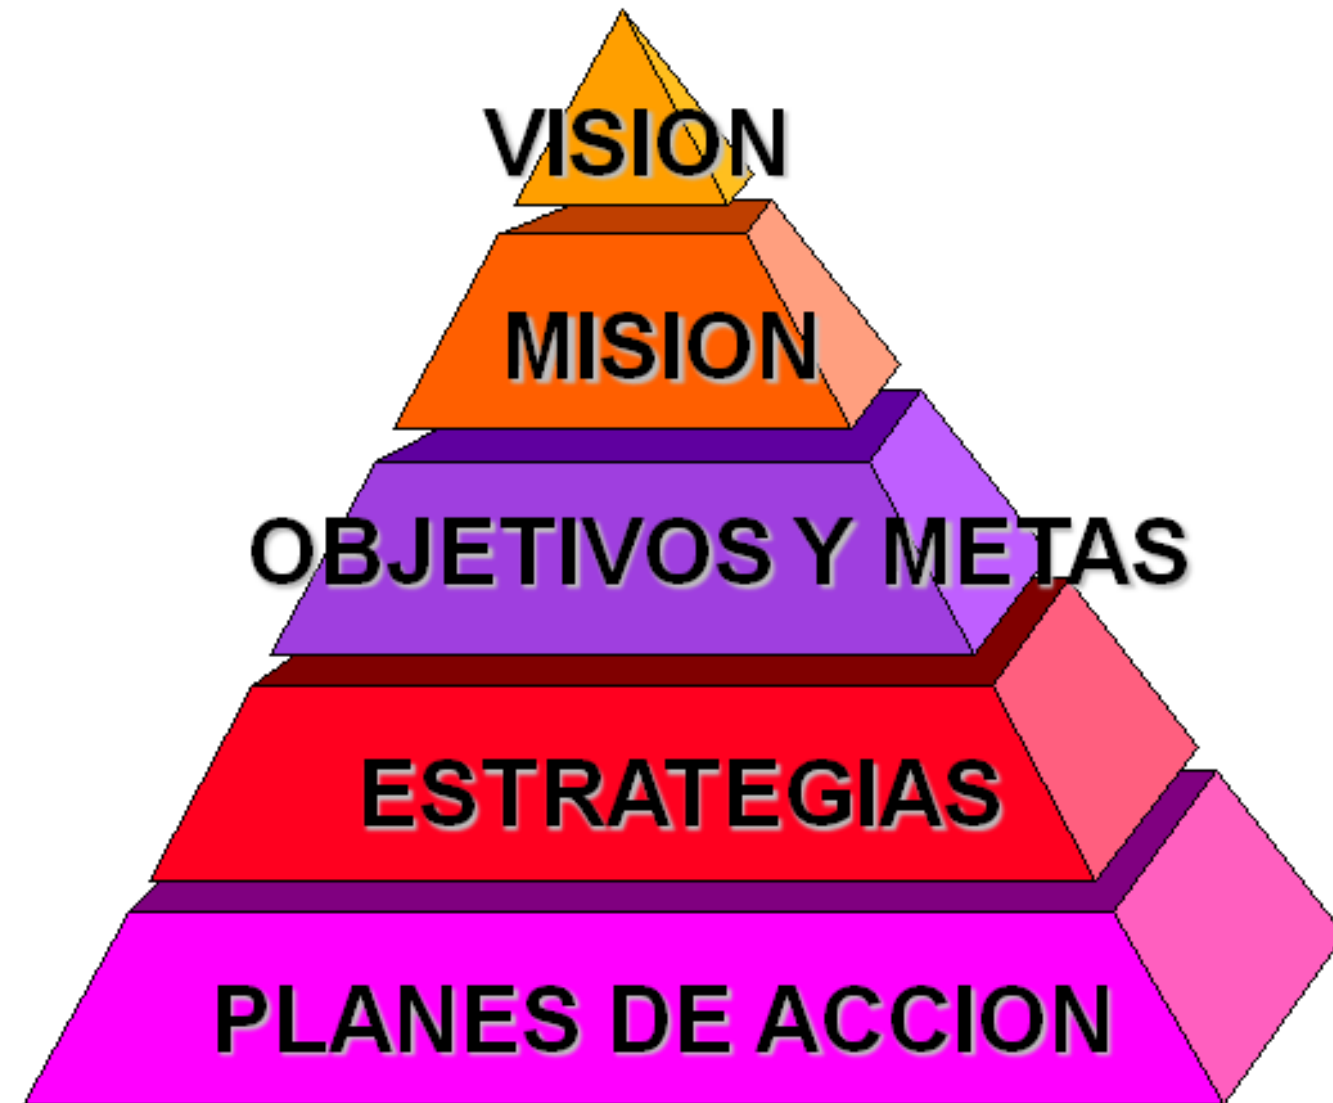 VISION
MISION
OBJETIVOS Y METAS
ESTRATEGIAS
PLANES DE ACCION